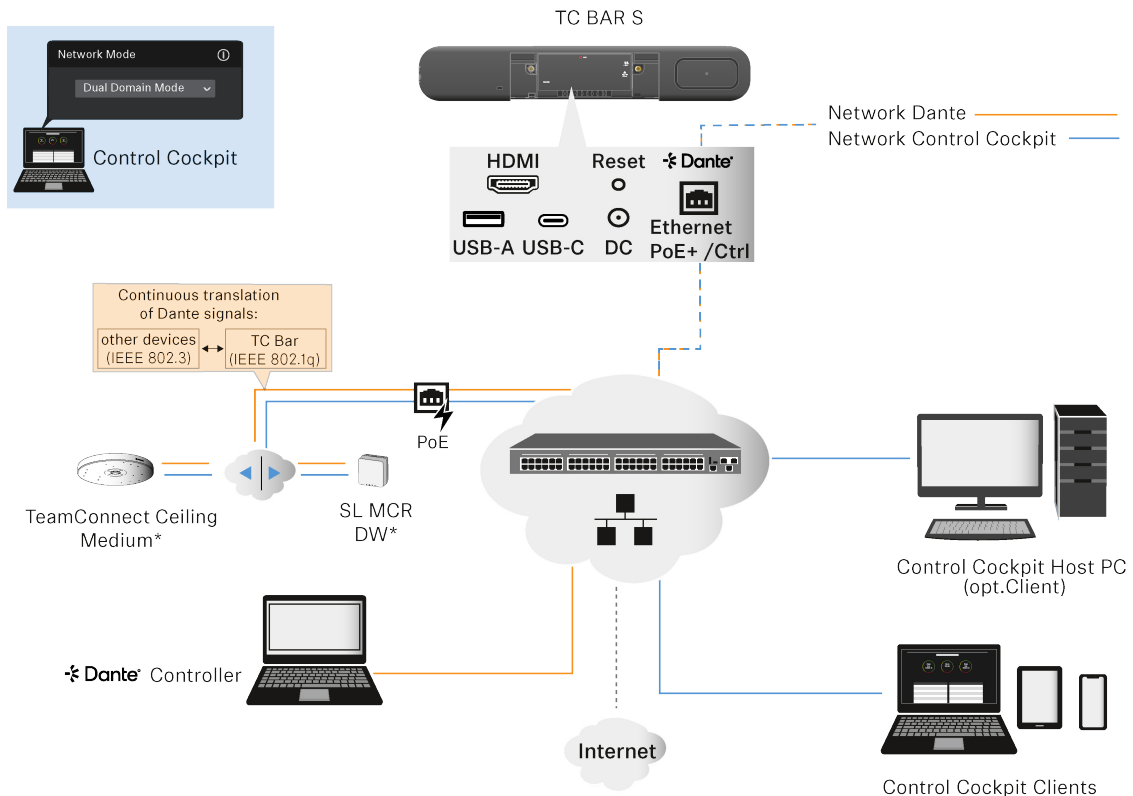 TC BAR S
Network Mode
Dual Domain Mode
Control Cockpit
Network Dante
Network Control Cockpit
HDMI
Reset
Dante®
USB-A
USB-C
DC
Ethernet
PoE+ /Ctrl
Continuous translation
of Dante signals:
other devices
(IEEE 802.3)
TC Bar
(IEEE 802.1q)
PoE
TeamConnect Ceiling
Medium*
SL MCR
DW*
Control Cockpit Host PC
(opt.Client)
Dante® Controller
Internet
Control Cockpit Clients